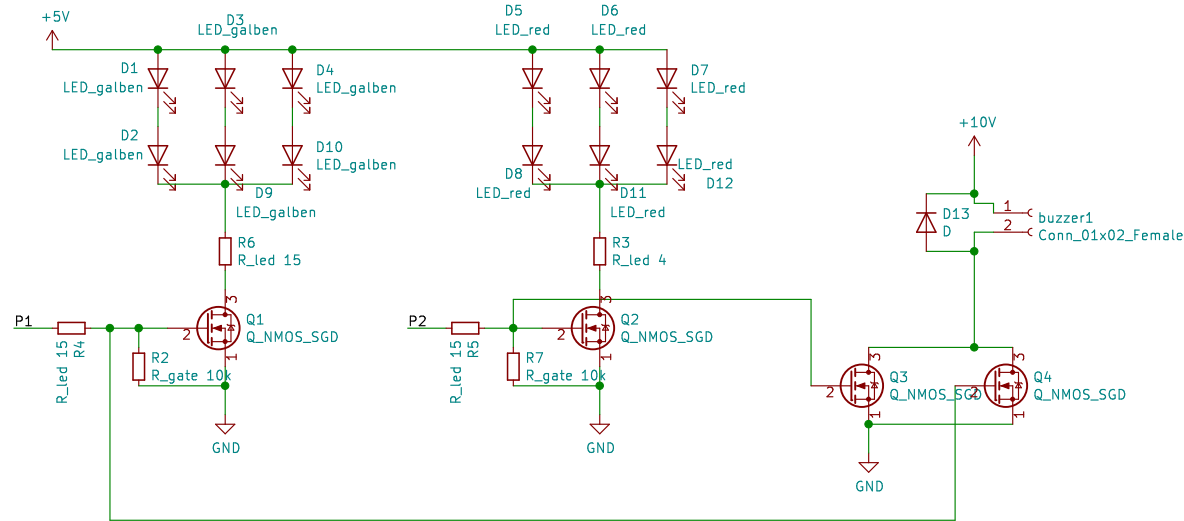 +5V
D3
LED_galben
D5
LED_red
D6
LED_red
D1
LED_galben
D4
LED_galben
D7
LED_red
D2
LED_galben
D10
LED_galben
D8
LED_red
LED_red
D12
D9
LED_galben
D11
LED_red
+10V
D13
D
1
2
buzzer1
Conn_01x02_Female
R6
R_led 15
R3
R_led 4
P1
R_led 15
R4
2
3
1
Q1
Q_NMOS_SGD
R2
R_gate 10k
GND
P2
R_led 15
R5
2
3
1
Q2
Q_NMOS_SGD
R7
R_gate 10k
GND
2
3
1
Q3
Q_NMOS_SGD
GND
2
3
1
Q4
Q_NMOS_SGD